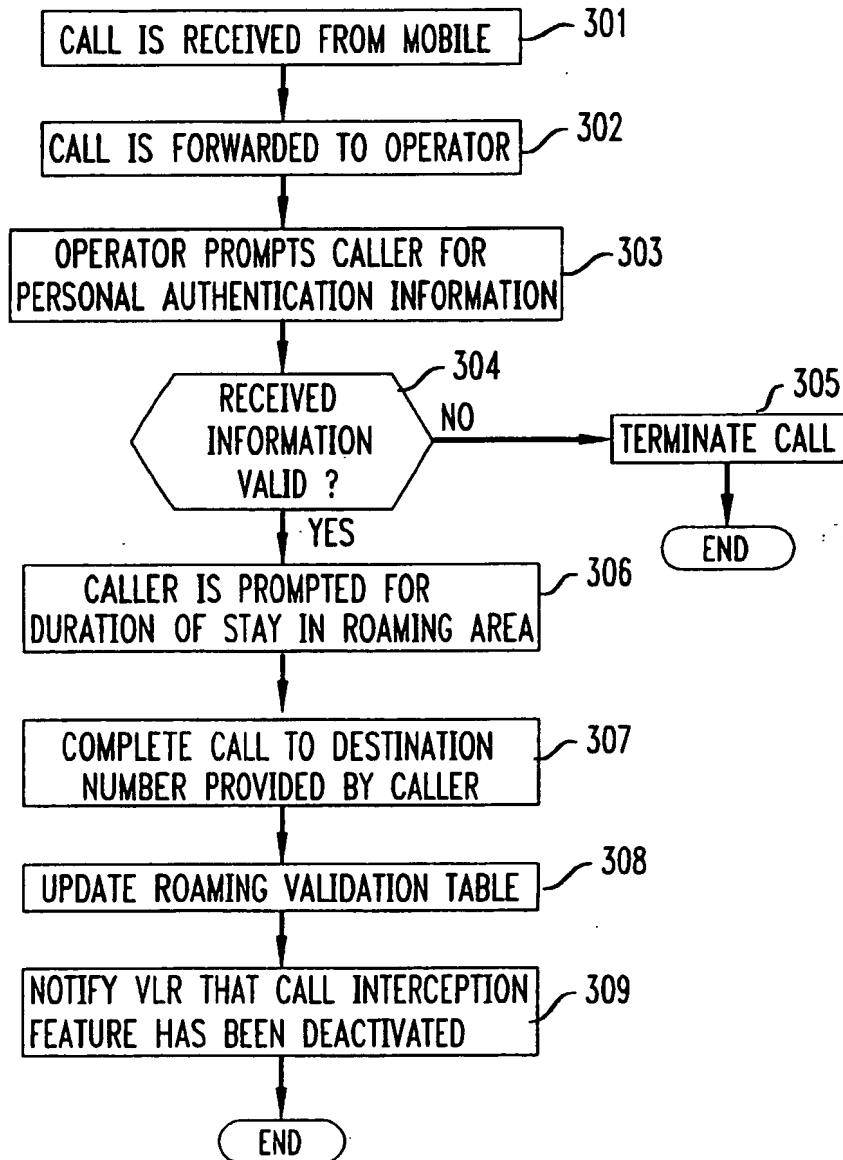 CALL IS RECEIVED FROM MOBILE
301
CALL IS FORWARDED TO OPERATOR
302
OPERATOR PROMPTS CALLER FOR
PERSONAL AUTHENTICATION INFORMATION
303
304
RECEIVED
INFORMATION
VALID ?
NO
305
TERMINATE CALL
END
YES
CALLER IS PROMPTED FOR
DURATION OF STAY IN ROAMING AREA
306
COMPLETE CALL TO DESTINATION
NUMBER PROVIDED BY CALLER
307
UPDATE ROAMING VALIDATION TABLE
308
NOTIFY VLR THAT CALL INTERCEPTION
FEATURE HAS BEEN DEACTIVATED
309
END